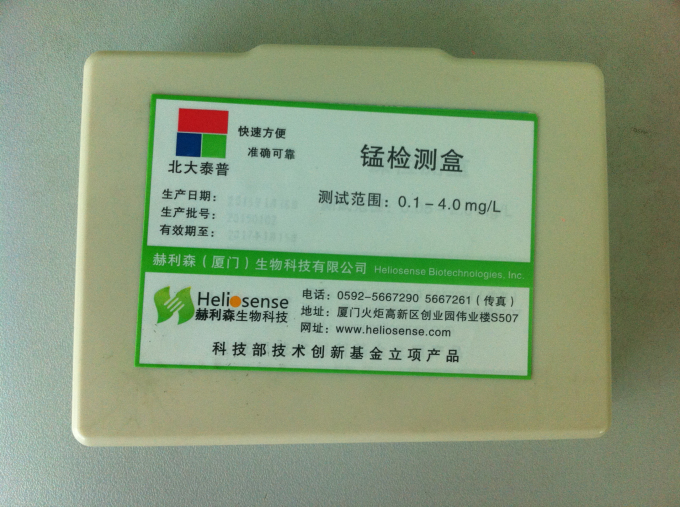 快速方便
准确可靠
北大泰普
锰检测盒
测试范围：0.1－4.0 mg/L
生产日期：
生产批号：
有效期至：
赫利森（厦门）生物科技有限公司 Heliosense Biotechnologies, Inc.
Heliosense
赫利森生物科技
电话：0592-5667290 5667261（传真）
地址：厦门火炬高新区创业园伟业楼S507
网址：www.heliosense.com
科技部技术创新基金立项产品